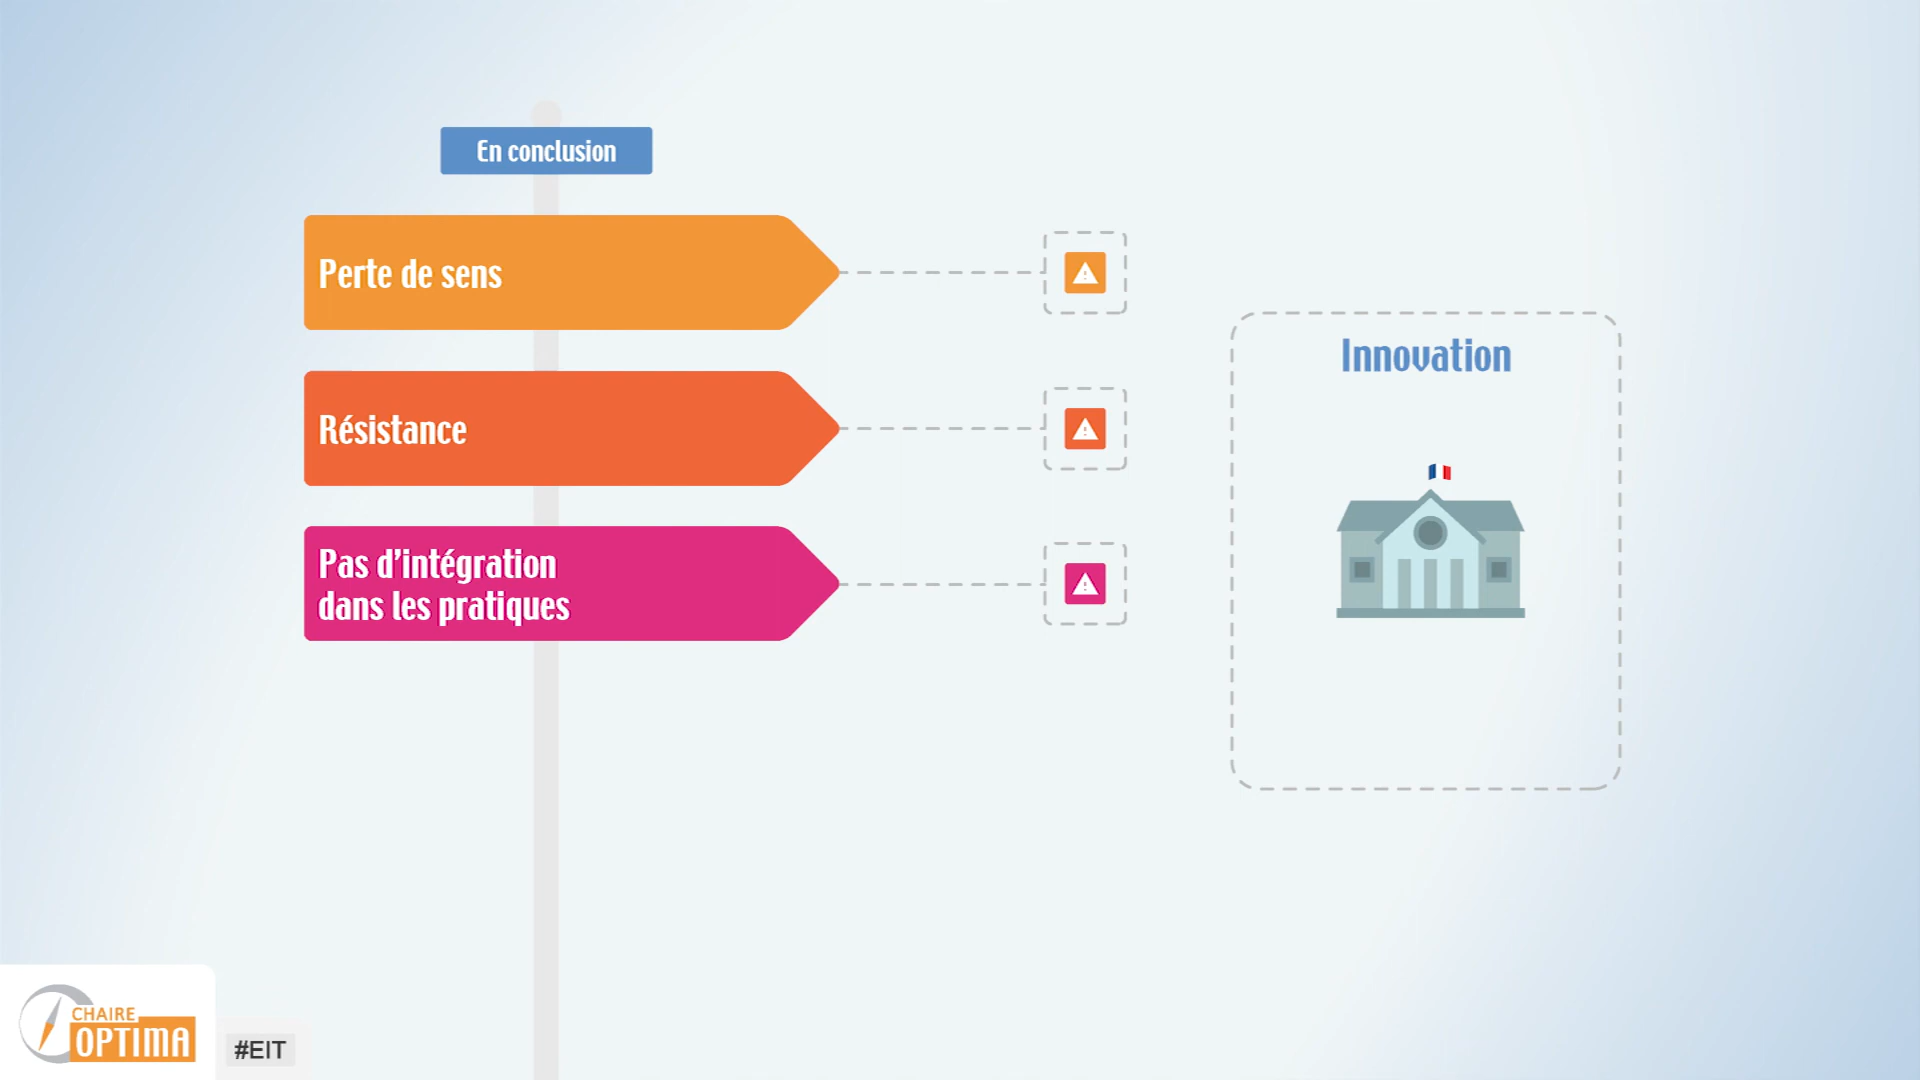 En conclusion
Perte de sens
Résistance
Pas d’intégration
dans les pratiques
Innovation
CHAIRE
OPTIMA
#EIT